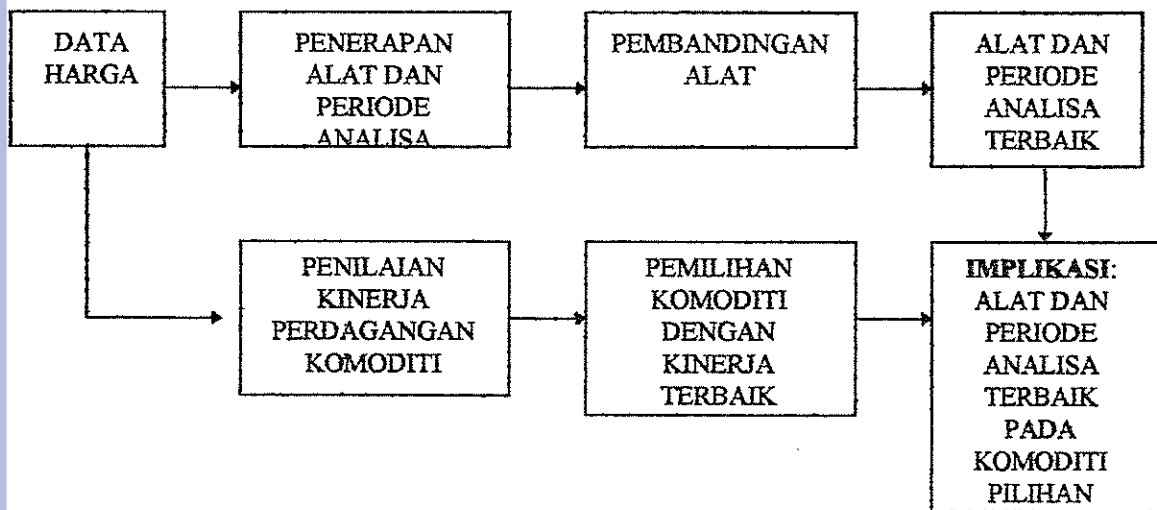 DATA
HARGA
PENERAPAN
ALAT DAN
PERIODE
ANALISA
PEMBANDINGAN
ALAT
ALAT DAN
PERIODE
ANALISA
TERBAIK
PENILAIAN
KINERJA
PERDAGANGAN
KOMODITI
PEMILIHAN
KOMODITI
DENGAN
KINERJA
TERBAIK
IMPLIKASI:
ALAT DAN
PERIODE
ANALISA
TERBAIK
PADA
KOMODITI
PILIHAN